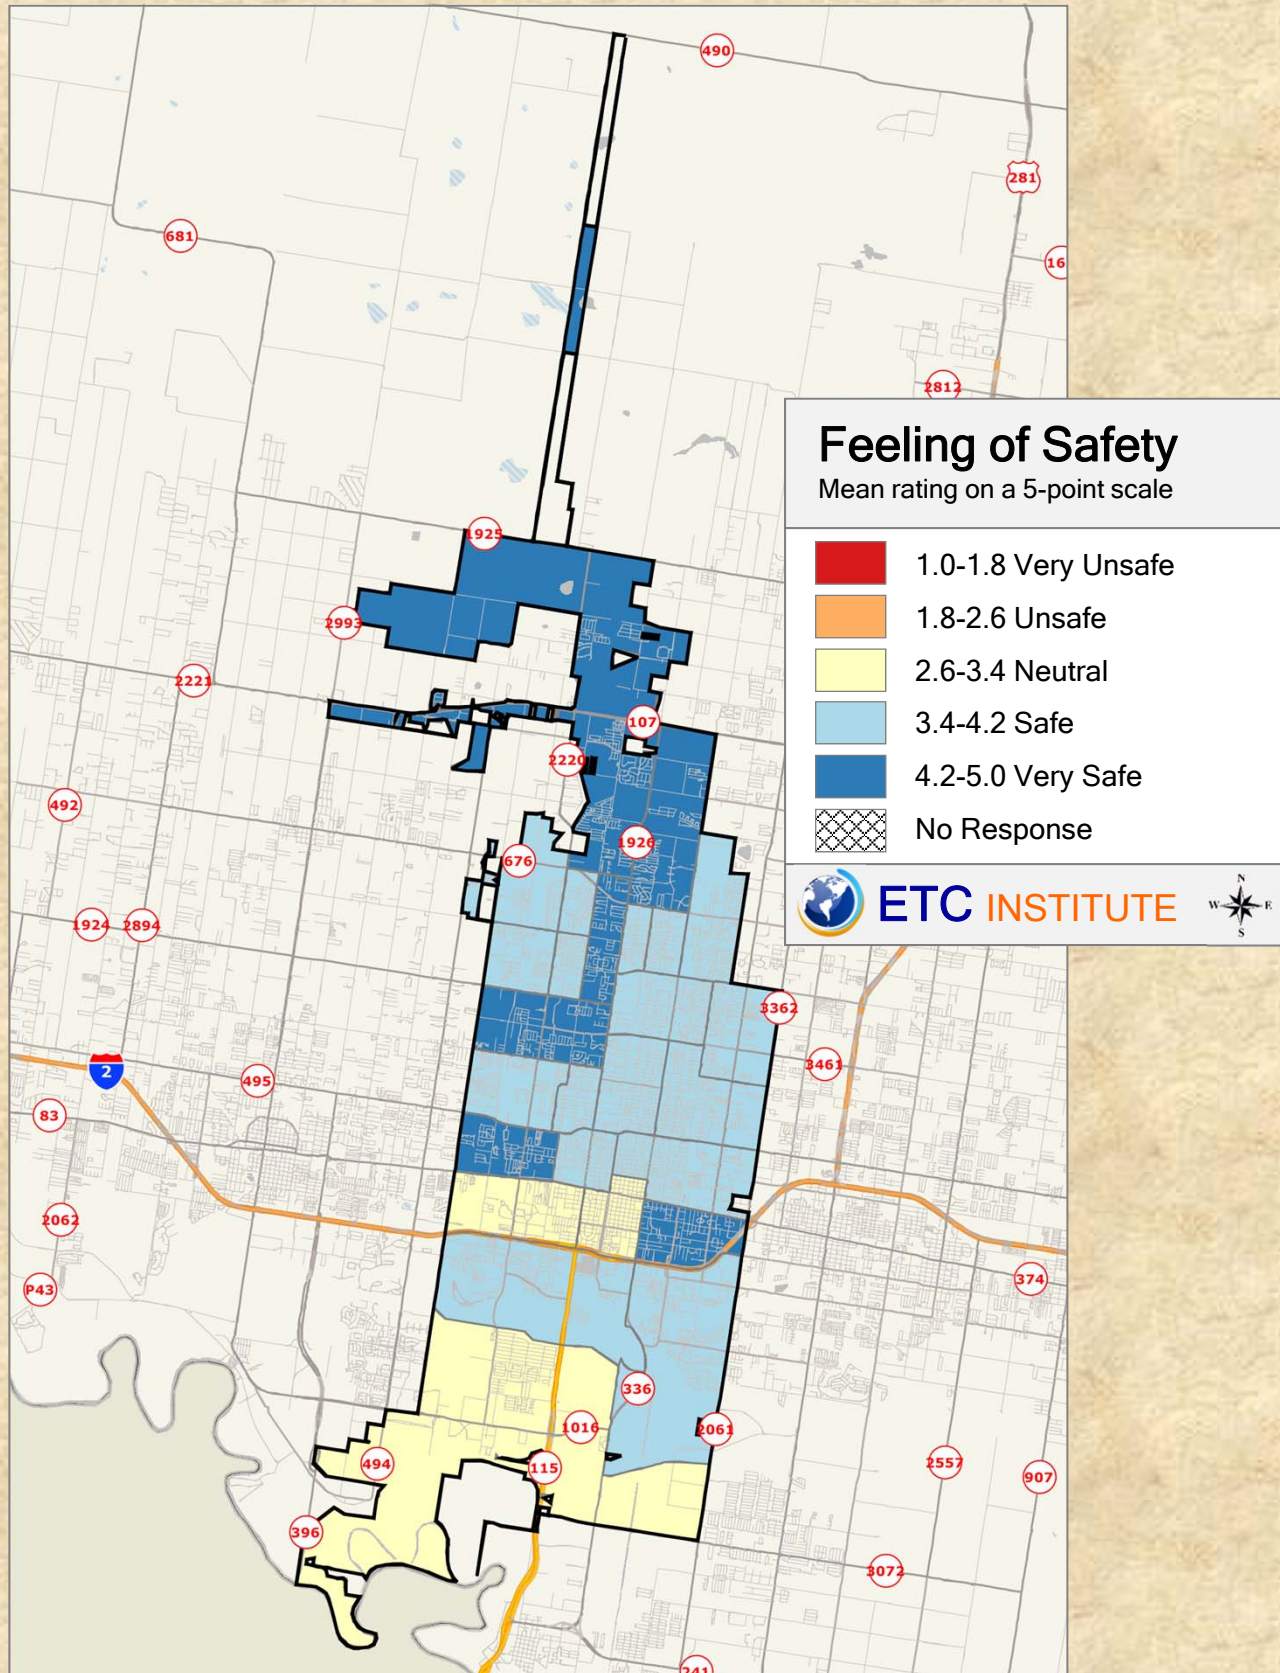 490
281
681
16
2812
Feeling of Safety
Mean rating on a 5-point scale
1.0-1.8 Very Unsafe
1.8-2.6 Unsafe
2.6-3.4 Neutral
3.4-4.2 Safe
4.2-5.0 Very Safe
No Response
ETC INSTITUTE
N
W E
S
1925
2993
2221
107
2220
492
1926
676
1924
2894
3362
3461
2
495
83
2062
374
P43
336
1016
2061
494
115
2557
907
396
3072
241